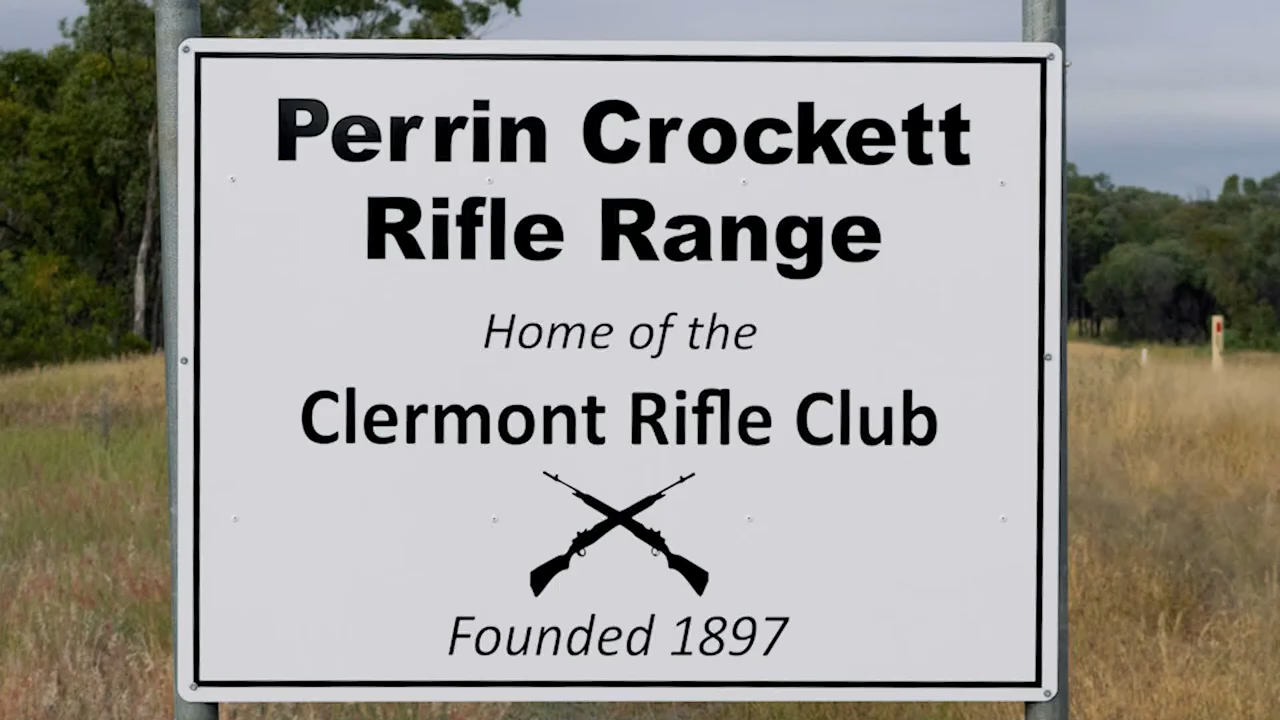 Perrin Crockett
Rifle Range
Home of the
Clermont Rifle Club
Founded 1897